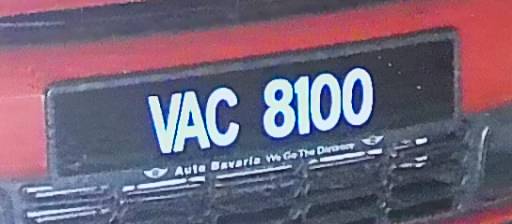 VAC 8100
Auto Bavaria We Go The Distance